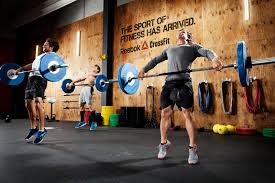 THE SPORT OF
FITNESS HAS ARRIVED.
Reebok CrossFit